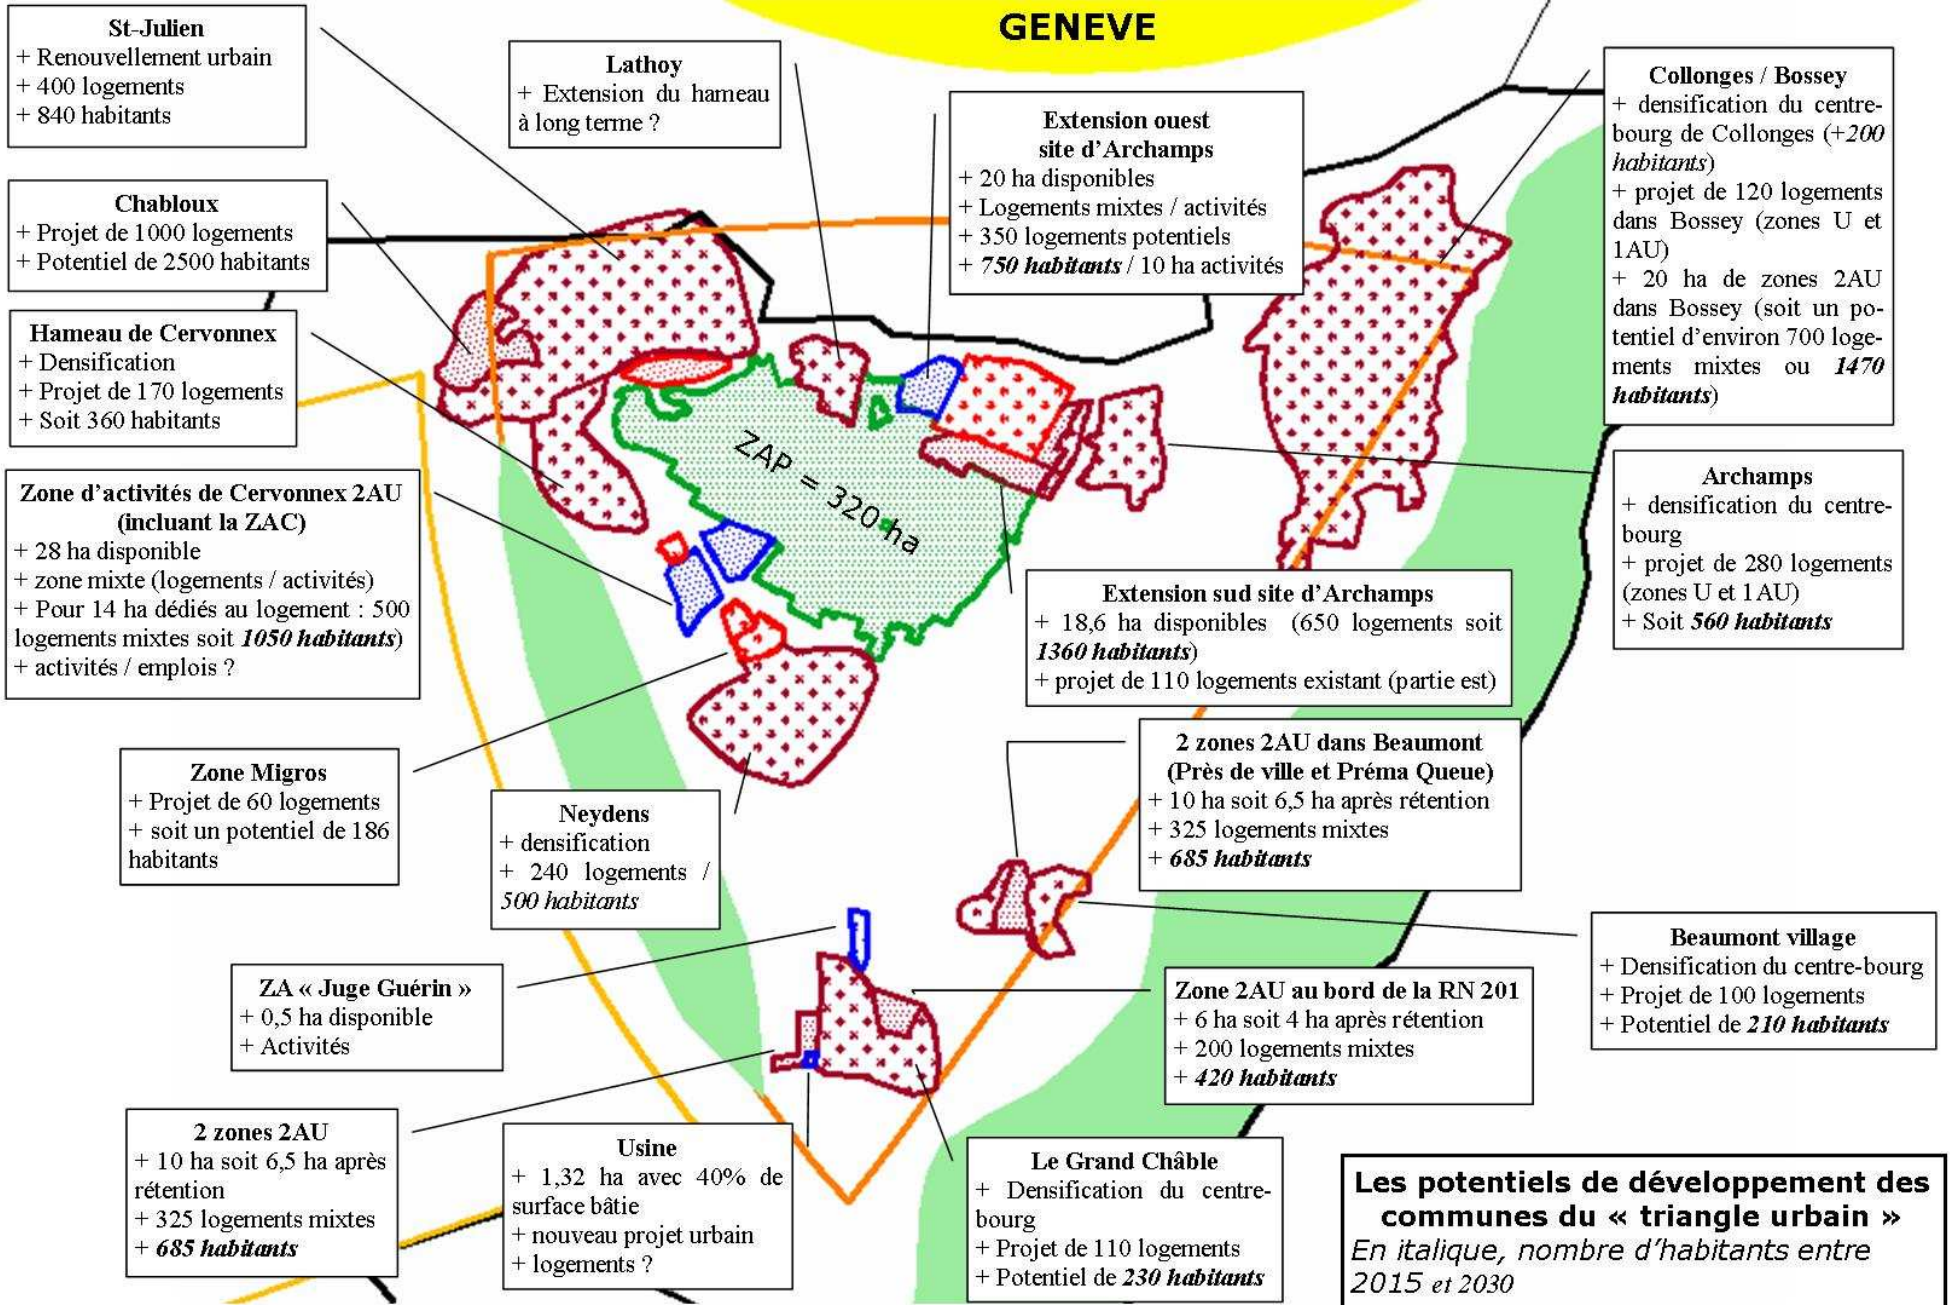 GENEVE
St-Julien
+ Renouvellement urbain
+ 400 logements
+ 840 habitants
Lathoy
+ Extension du hameau
à long terme ?
Extension ouest
site d'Archamps
+ 20 ha disponibles
+ Logements mixtes / activités
+ 350 logements potentiels
+ 750 habitants / 10 ha activités
Collonges / Bossey
+ densification du centre-
bourg de Collonges (+200
habitants)
+ projet de 120 logements
dans Bossey (zones U et
1AU)
+ 20 ha de zones 2AU
dans Bossey (soit un po-
tentiel d'environ 700 loge-
ments mixtes ou 1470
habitants)
Chabloux
+ Projet de 1000 logements
+ Potentiel de 2500 habitants
Hameau de Cervonnex
+ Densification
+ Projet de 170 logements
+ Soit 360 habitants
Zone d'activités de Cervonnex 2AU
(incluant la ZAC)
+ 28 ha disponible
+ zone mixte (logements / activités)
+ Pour 14 ha dédiés au logement : 500
logements mixtes soit 1050 habitants)
+ activités / emplois ?
ZAP = 320 ha
Archamps
+ densification du centre-
bourg
+ projet de 280 logements
(zones U et 1AU)
+ Soit 560 habitants
Extension sud site d'Archamps
+ 18,6 ha disponibles (650 logements soit
1360 habitants)
+ projet de 110 logements existant (partie est)
2 zones 2AU dans Beaumont
(Près de ville et Préma Queue)
+ 10 ha soit 6,5 ha après rétention
+ 325 logements mixtes
+ 685 habitants
Zone Migros
+ Projet de 60 logements
+ soit un potentiel de 186
habitants
Neydens
+ densification
+ 240 logements /
500 habitants
Beaumont village
+ Densification du centre-bourg
+ Projet de 100 logements
+ Potentiel de 210 habitants
ZA « Juge Guérin »
+ 0,5 ha disponible
+ Activités
Zone 2AU au bord de la RN 201
+ 6 ha soit 4 ha après rétention
+ 200 logements mixtes
+ 420 habitants
2 zones 2AU
+ 10 ha soit 6,5 ha après
rétention
+ 325 logements mixtes
+ 685 habitants
Usine
+ 1,32 ha avec 40% de
surface bâtie
+ nouveau projet urbain
+ logements ?
Le Grand Châble
+ Densification du centre-
bourg
+ Projet de 110 logements
+ Potentiel de 230 habitants
Les potentiels de développement des
communes du « triangle urbain »
En italique, nombre d'habitants entre
2015 et 2030